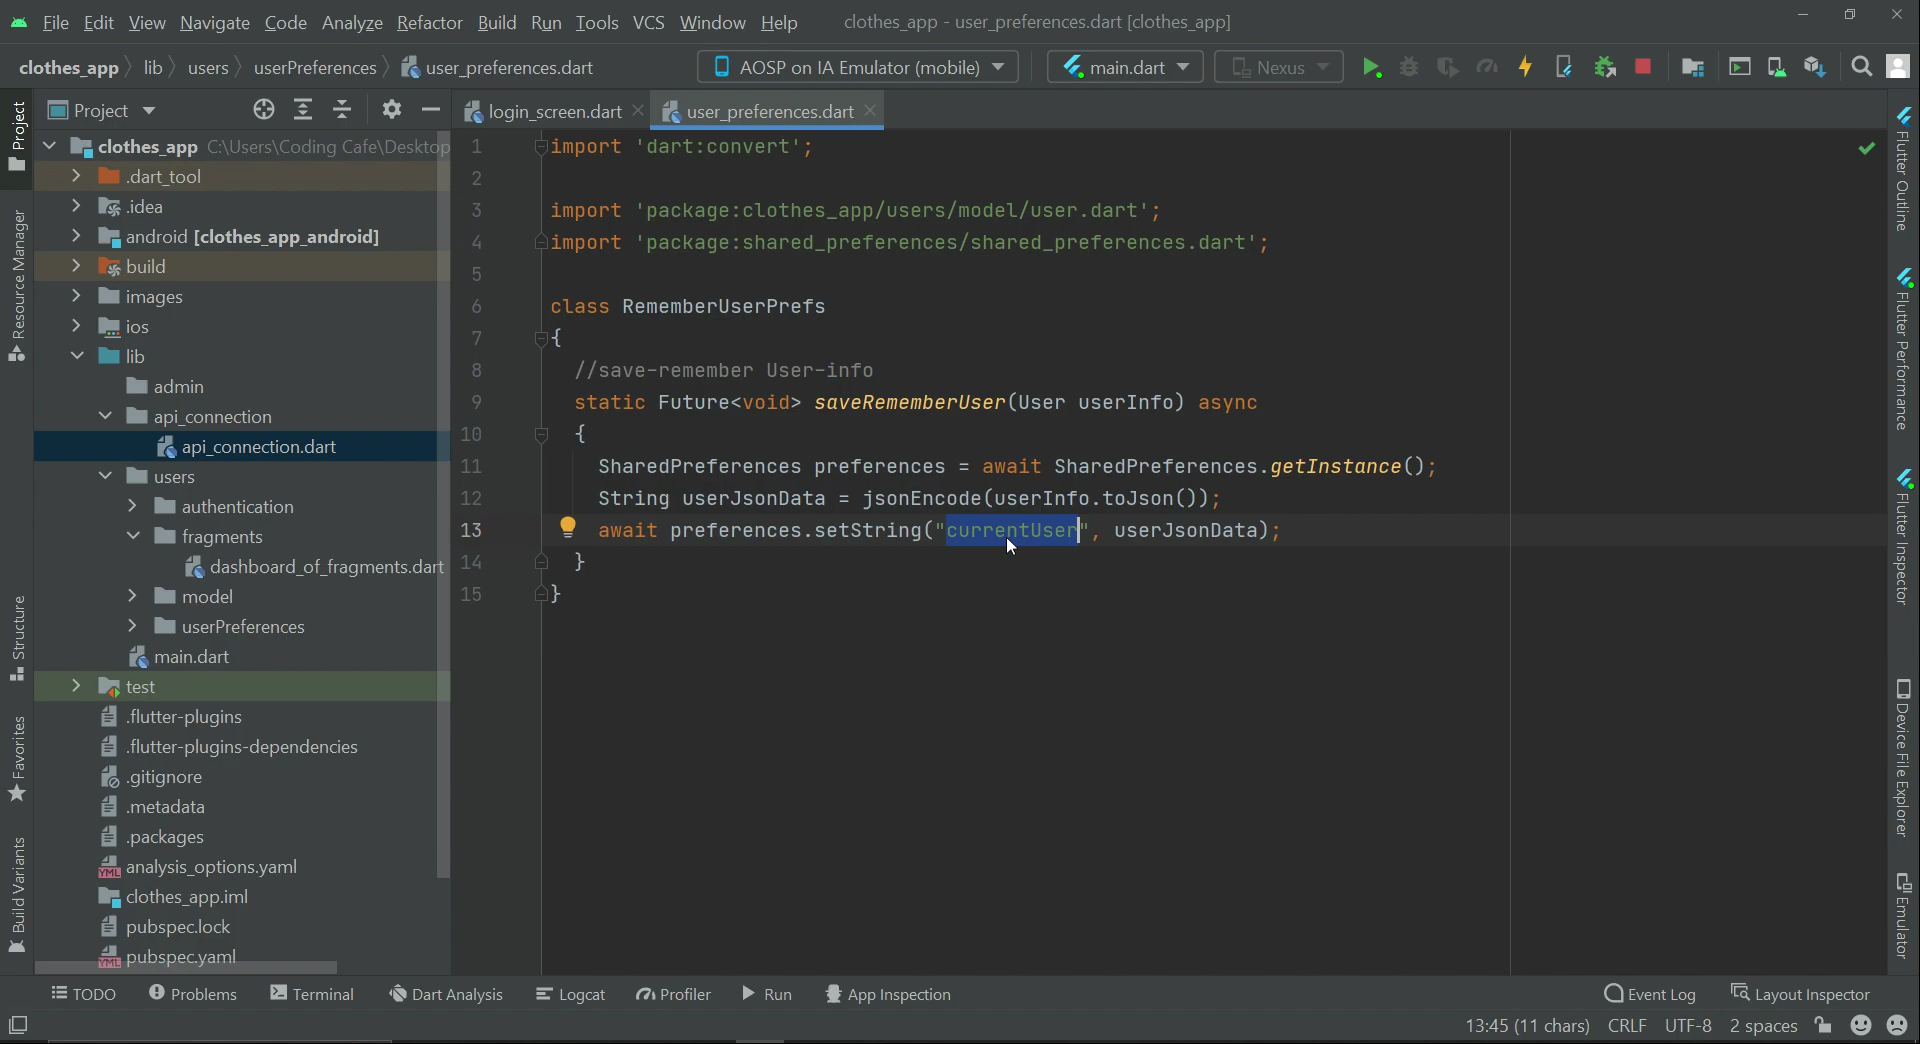 File Edit View Navigate Code Analyze Refactor Build Run Tools VCS Window Help clothes_app - user_preferences.dart [clothes_app]
clothes_app lib users userPreferences user_preferences.dart AOSP on IA Emulator (mobile) main.dart Nexus
Project login_screen.dart user_preferences.dart
clothes_app C:\Users\Coding Cafe\Desktop
.dart_tool
.idea
android [clothes_app_android]
build
images
ios
lib
admin
api_connection
api_connection.dart
users
authentication
fragments
dashboard_of_fragments.dart
model
userPreferences
main.dart
test
.flutter-plugins
.flutter-plugins-dependencies
.gitignore
.metadata
.packages
analysis_options.yaml
clothes_app.iml
pubspec.lock
pubspec.yaml
1 import 'dart:convert';
2
3 import 'package:clothes_app/users/model/user.dart';
4 import 'package:shared_preferences/shared_preferences.dart';
5
6 class RememberUserPrefs
7 {
8 //save-remember User-info
9 static Future<void> saveRememberUser(User userInfo) async
10 {
11 SharedPreferences preferences = await SharedPreferences.getInstance();
12 String userJsonData = jsonEncode(userInfo.toJson());
13 await preferences.setString("currentUser", userJsonData);
14 }
15 }
Project
Resource Manager
Structure
Favorites
Build Variants
Flutter Outline
Flutter Performance
Flutter Inspector
Device File Explorer
Emulator
TODO Problems Terminal Dart Analysis Logcat Profiler Run App Inspection Event Log Layout Inspector
13:45 (11 chars) CRLF UTF-8 2 spaces